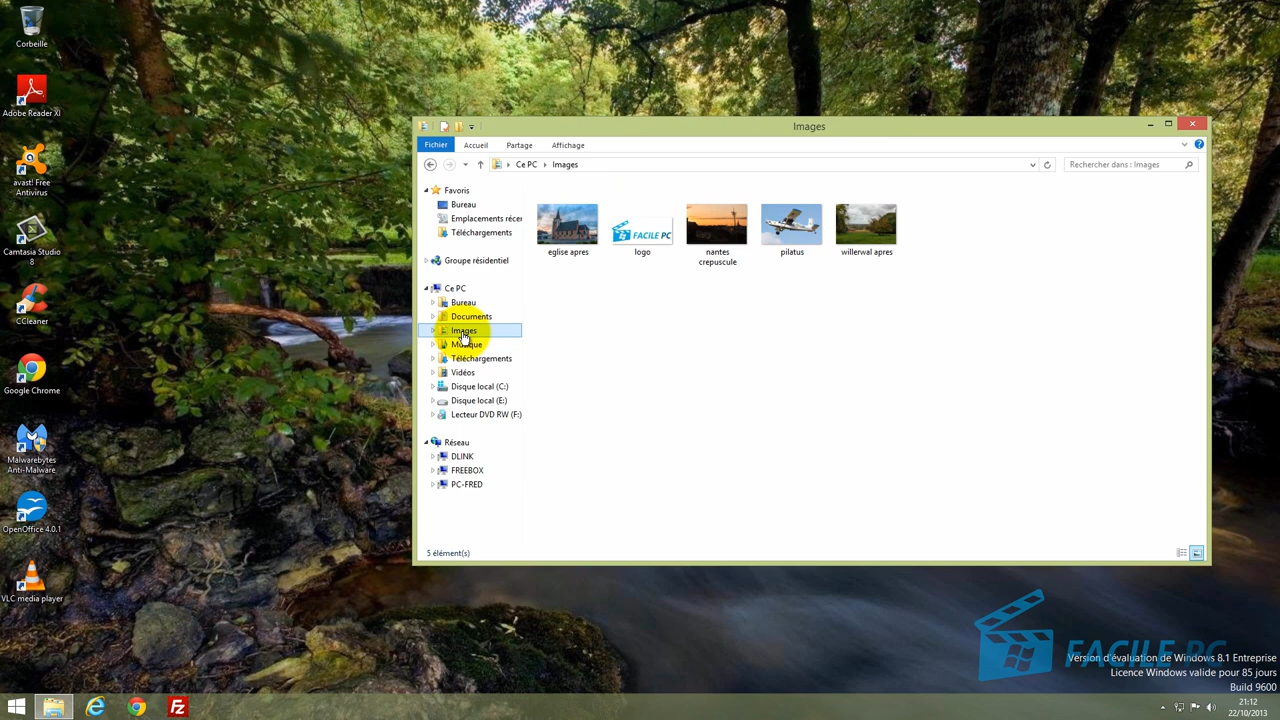 Corbeille
Adobe Reader XI
avast! Free
Antivirus
Camtasia Studio
8
CCleaner
Google Chrome
Malwarebytes
Anti-Malware
OpenOffice 4.0.1
VLC media player
Images
Fichier
Accueil
Partage
Affichage
Ce PC
Images
Rechercher dans : Images
Favoris
Bureau
Emplacements récen
Téléchargements
Groupe résidentiel
Ce PC
Bureau
Documents
Images
Musique
Téléchargements
Vidéos
Disque local (C:)
Disque local (E:)
Lecteur DVD RW (F:)
Réseau
DLINK
FREEBOX
PC-FRED
eglise apres
FACILE PC
logo
nantes
crepuscule
pilatus
willerwal apres
5 élément(s)
FACILE PC
Version d'évaluation de Windows 8.1 Entreprise
Licence Windows valide pour 85 jours
Build 9600
21:12
22/10/2013